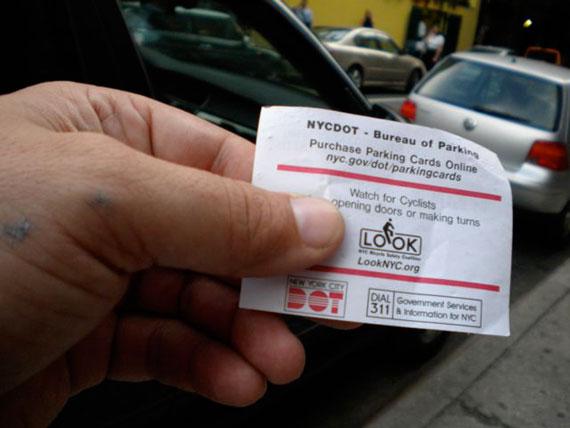 NYCDOT - Bureau of Parking
Purchase Parking Cards Online
nyc.gov/dot/parkingcards
Watch for Cyclists
opening doors or making turns
LOOK
NYC Bicycle Safety Coalition
LookNYC.org
NEW YORK CITY
DOT
DIAL
311
Government Services
& Information for NYC